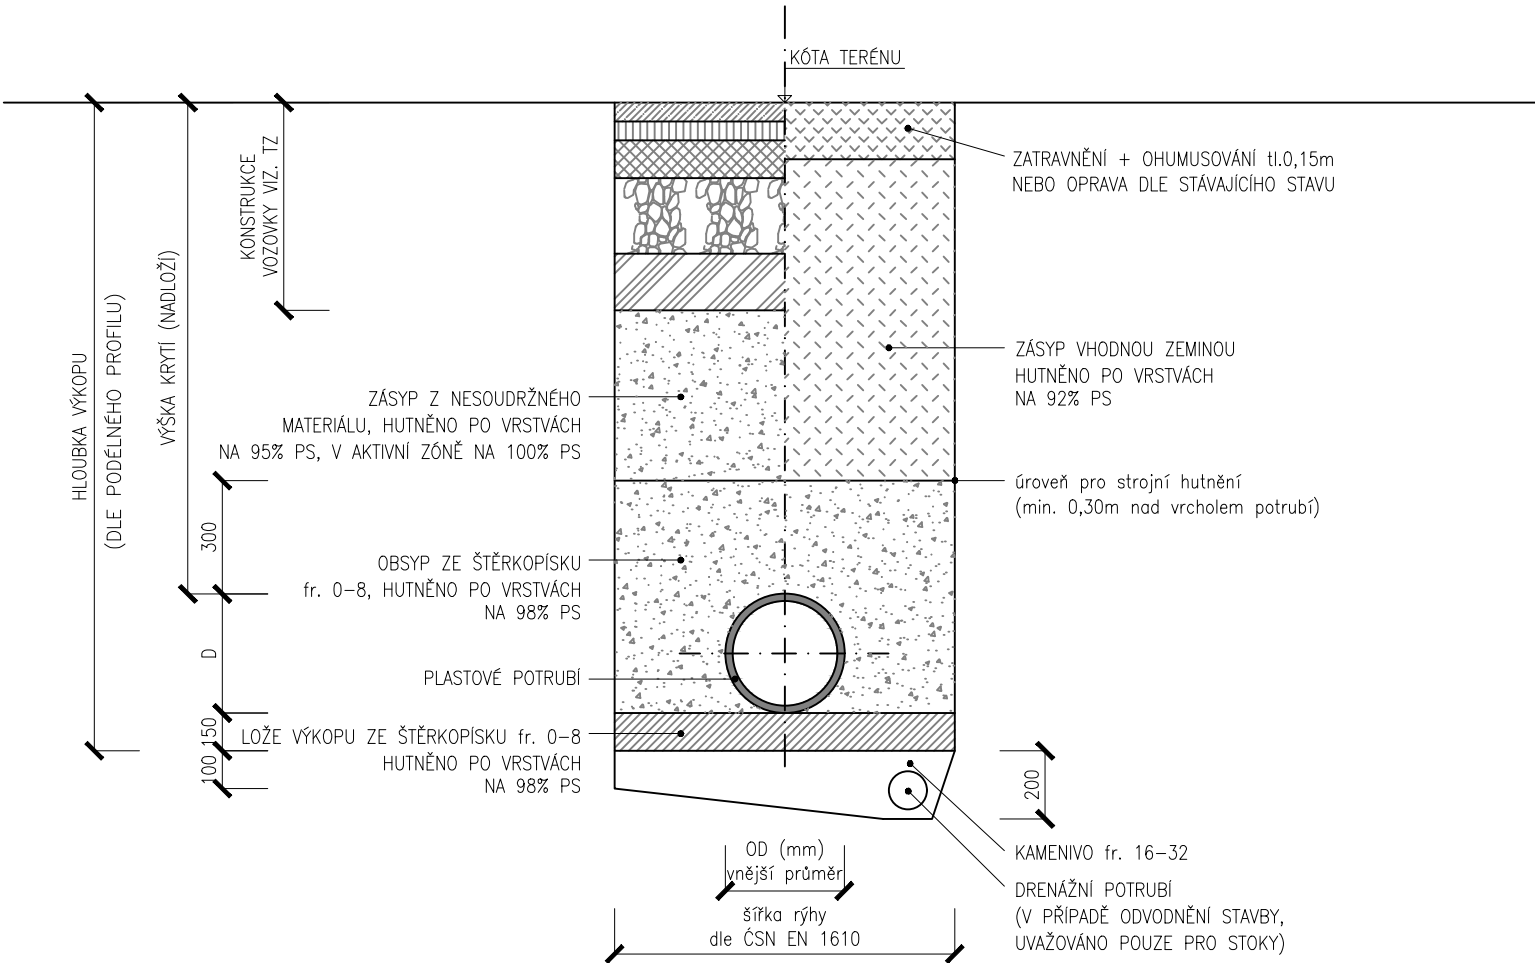 KÓTA TERÉNU
KONSTRUKCE
VOZOVKY VIZ. TZ
VÝŠKA KRYTÍ (NADLOŽÍ)
HLOUBKA VÝKOPU
(DLE PODÉLNÉHO PROFILU)
ZATRAVNĚNÍ + OHUMUSOVÁNÍ tl.0,15m
NEBO OPRAVA DLE STÁVAJÍCÍHO STAVU
ZÁSYP VHODNOU ZEMINOU
HUTNĚNO PO VRSTVÁCH
NA 92% PS
ZÁSYP Z NESOUDRŽNÉHO
MATERIÁLU, HUTNĚNO PO VRSTVÁCH
NA 95% PS, V AKTIVNÍ ZÓNĚ NA 100% PS
úroveň pro strojní hutnění
(min. 0,30m nad vrcholem potrubí)
300
OBSYP ZE ŠTĚRKOPÍSKU
fr. 0-8, HUTNĚNO PO VRSTVÁCH
NA 98% PS
D
PLASTOVÉ POTRUBÍ
150
LOŽE VÝKOPU ZE ŠTĚRKOPÍSKU fr. 0-8
HUTNĚNO PO VRSTVÁCH
NA 98% PS
100
200
KAMENIVO fr. 16-32
DRENÁŽNÍ POTRUBÍ
(V PŘÍPADĚ ODVODNĚNÍ STAVBY,
UVAŽOVÁNO POUZE PRO STOKY)
OD (mm)
vnější průměr
šířka rýhy
dle ČSN EN 1610